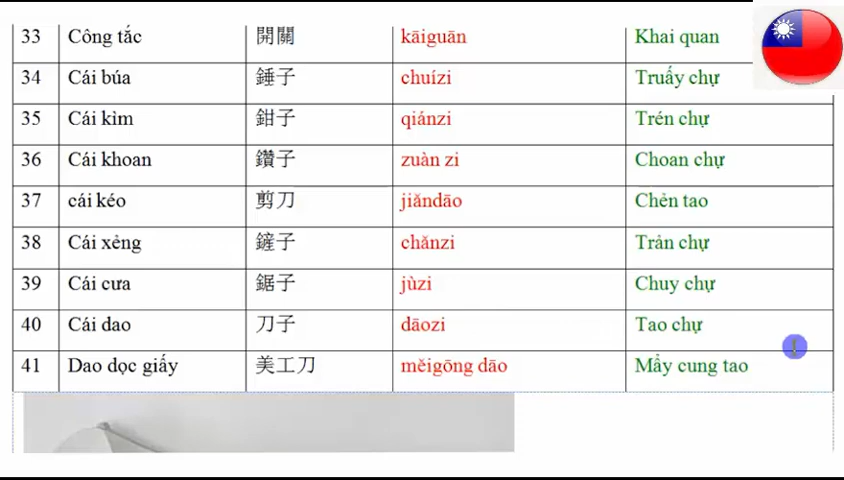 33 Công tắc 開關 kāiguān Khai quan
34 Cái búa 錘子 chuízi Truấy chự
35 Cái kìm 鉗子 qiánzi Trén chự
36 Cái khoan 鑽子 zuàn zi Choan chự
37 cái kéo 剪刀 jiǎndāo Chẻn tao
38 Cái xẻng 鏟子 chǎnzi Trản chự
39 Cái cưa 鋸子 jùzi Chuy chự
40 Cái dao 刀子 dāozi Tao chự
41 Dao dọc giấy 美工刀 měigōng dāo Mẩy cung tao